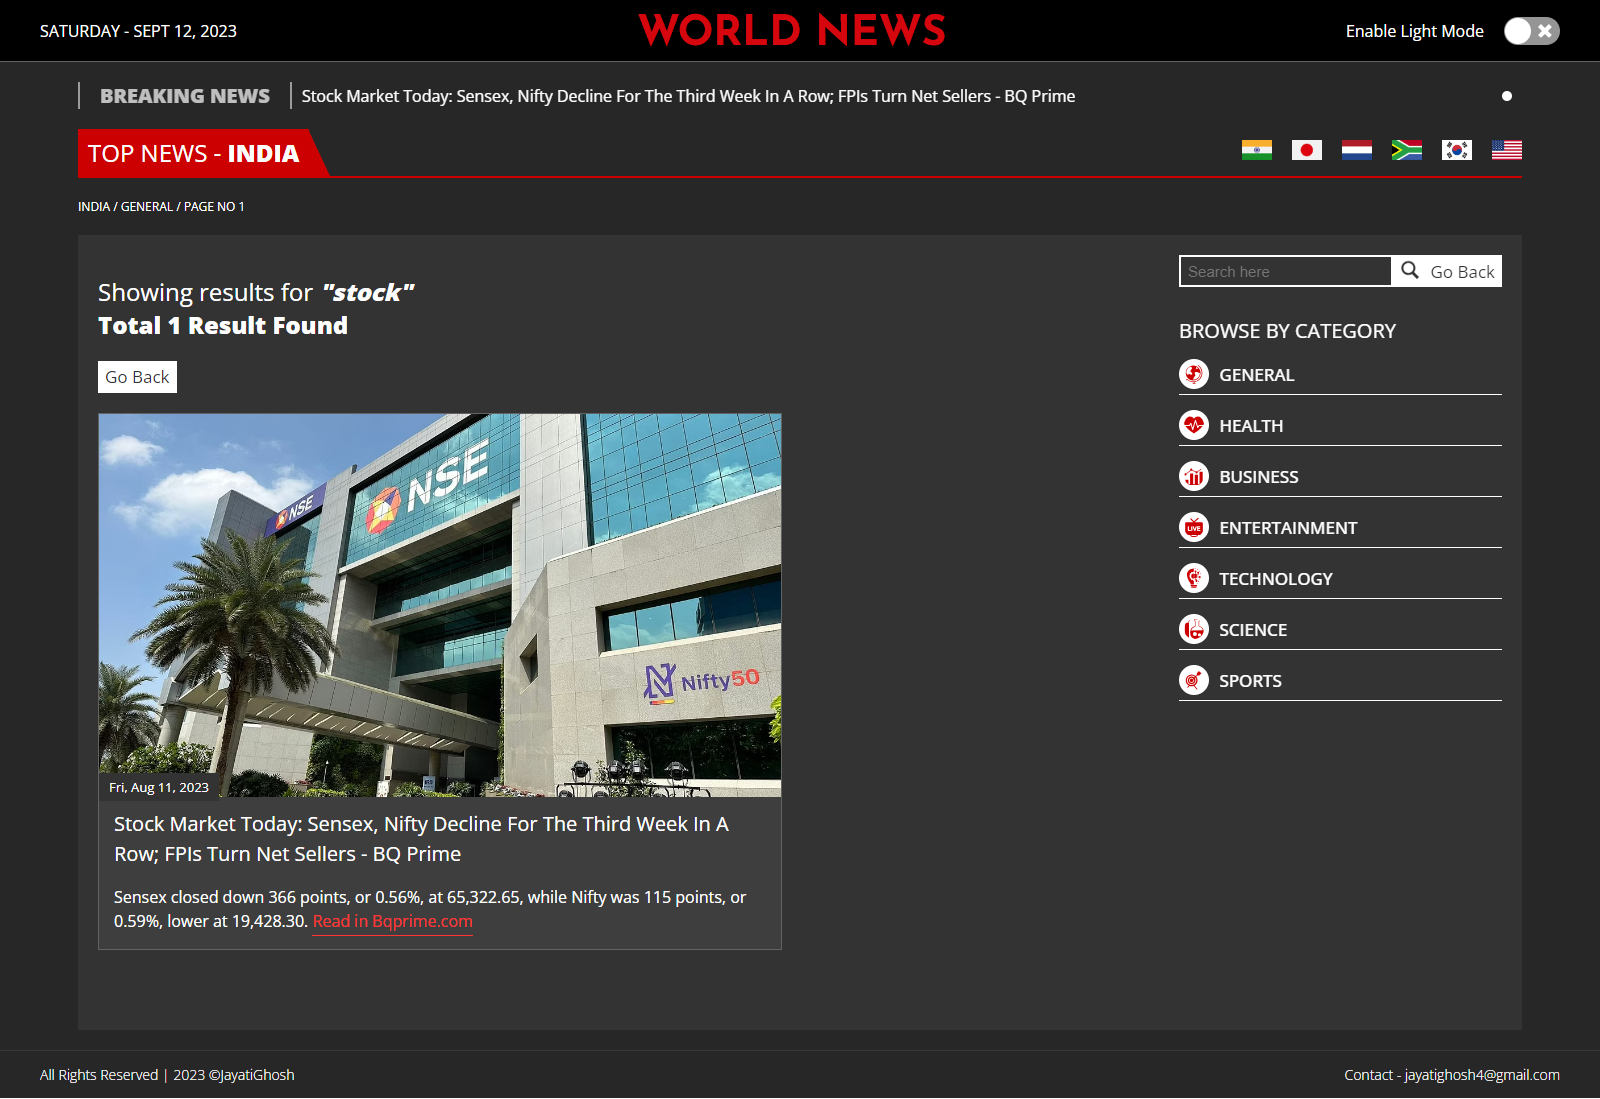 SATURDAY - SEPT 12, 2023
WORLD NEWS
Enable Light Mode
BREAKING NEWS
Stock Market Today: Sensex, Nifty Decline For The Third Week In A Row; FPIs Turn Net Sellers - BQ Prime
TOP NEWS - INDIA
INDIA / GENERAL / PAGE NO 1
Showing results for "stock"
Total 1 Result Found
Go Back
NSE
NSE
Nifty50
Fri, Aug 11, 2023
Stock Market Today: Sensex, Nifty Decline For The Third Week In A
Row; FPIs Turn Net Sellers - BQ Prime
Sensex closed down 366 points, or 0.56%, at 65,322.65, while Nifty was 115 points, or
0.59%, lower at 19,428.30. Read in Bqprime.com
Search here
Go Back
BROWSE BY CATEGORY
GENERAL
HEALTH
BUSINESS
LIVE
ENTERTAINMENT
TECHNOLOGY
SCIENCE
SPORTS
All Rights Reserved | 2023 ©JayatiGhosh
Contact - jayatighosh4@gmail.com